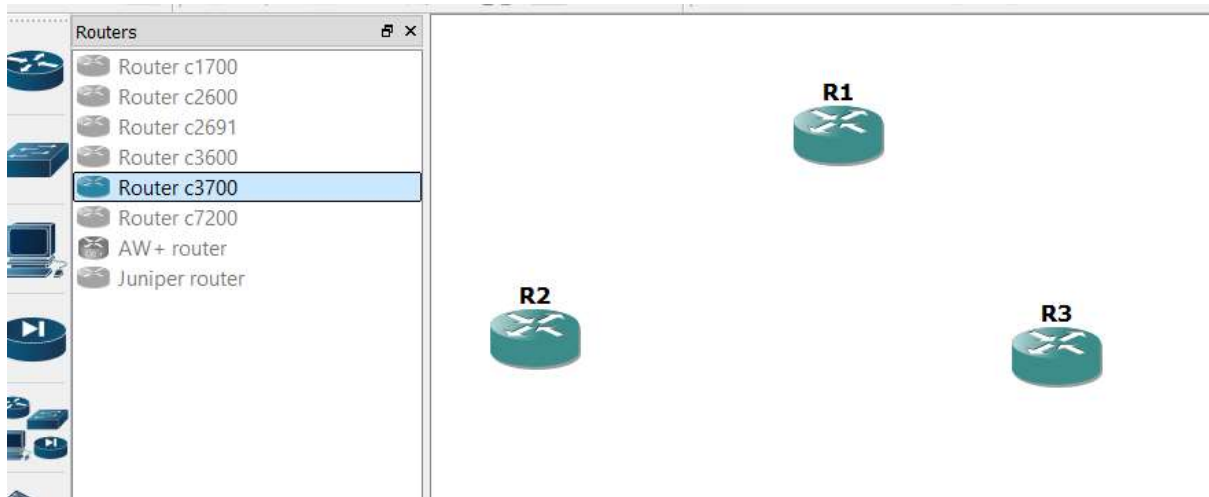 Routers
Router c1700
Router c2600
Router c2691
Router c3600
Router c3700
Router c7200
AW+ router
Juniper router
R1
R2
R3